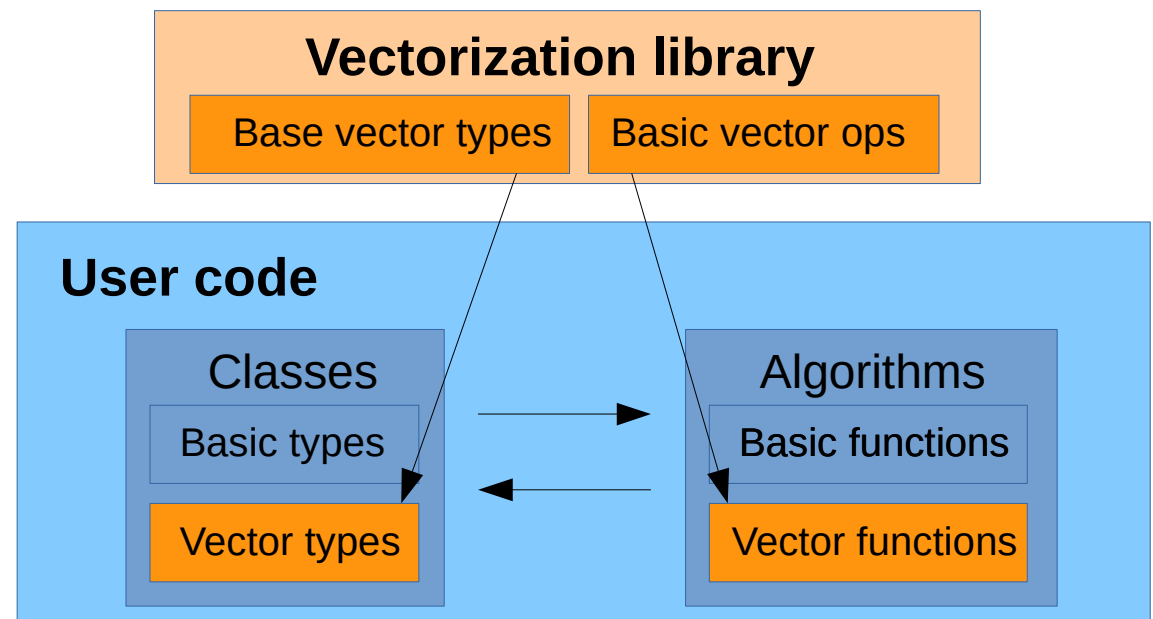 Vectorization library
Base vector types
Basic vector ops
User code
Classes
Basic types
Vector types
Algorithms
Basic functions
Vector functions